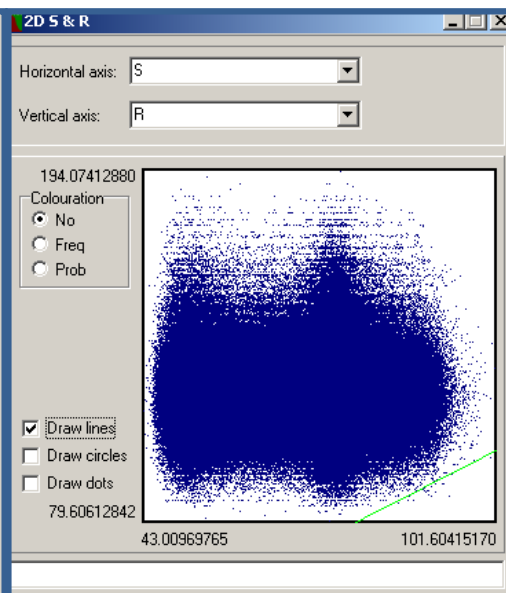 2D S & R
Horizontal axis: S
Vertical axis: R
194.07412880
Colouration
No
Freq
Prob
Draw lines
Draw circles
Draw dots
79.60612842
43.00969765 101.60415170